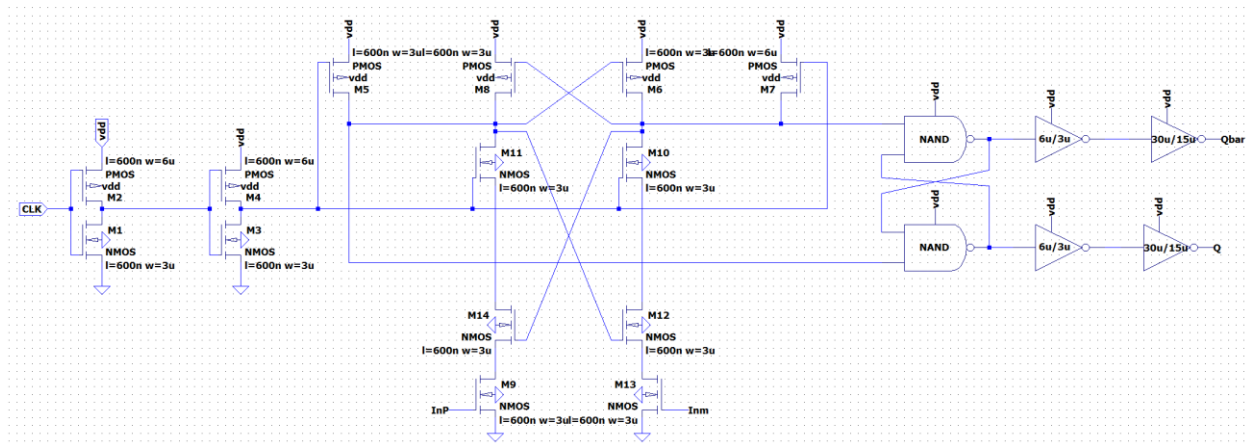 vdd
vdd
vdd
vdd
l=600n w=3ul=600n w=3u
l=600n w=3u
l=600n w=6u
PMOS
vdd
M5
PMOS
vdd
M8
PMOS
vdd
M6
PMOS
vdd
M7
vdd
vdd
vdd
NAND
6u/3u
30u/15u
Qbar
vdd
l=600n w=6u
PMOS
vdd
M2
vdd
l=600n w=6u
PMOS
vdd
M4
M11
NMOS
l=600n w=3u
M10
NMOS
l=600n w=3u
CLK
M1
NMOS
l=600n w=3u
M3
NMOS
l=600n w=3u
vdd
vdd
vdd
NAND
6u/3u
30u/15u
Q
M14
NMOS
l=600n w=3u
M12
NMOS
l=600n w=3u
InP
M9
NMOS
l=600n w=3ul=600n w=3u
M13
NMOS
Inm